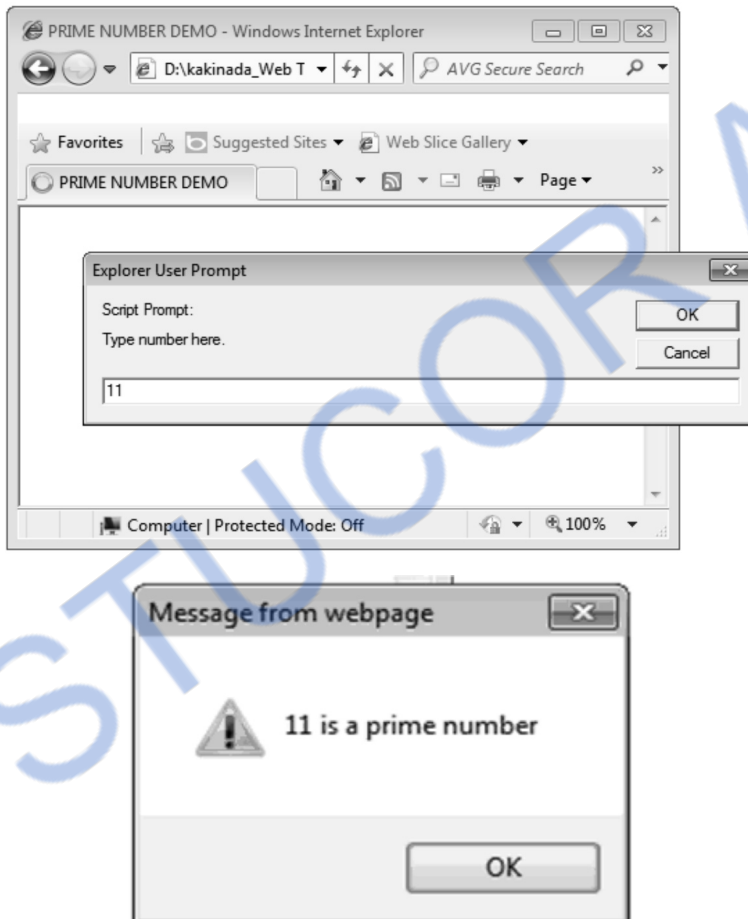 PRIME NUMBER DEMO - Windows Internet Explorer
D:\kakinada_Web T AVG Secure Search
Favorites Suggested Sites Web Slice Gallery
PRIME NUMBER DEMO Page »
Explorer User Prompt
Script Prompt: OK
Type number here. Cancel
11
Computer | Protected Mode: Off 100%
Message from webpage
11 is a prime number
OK
STUCOR A